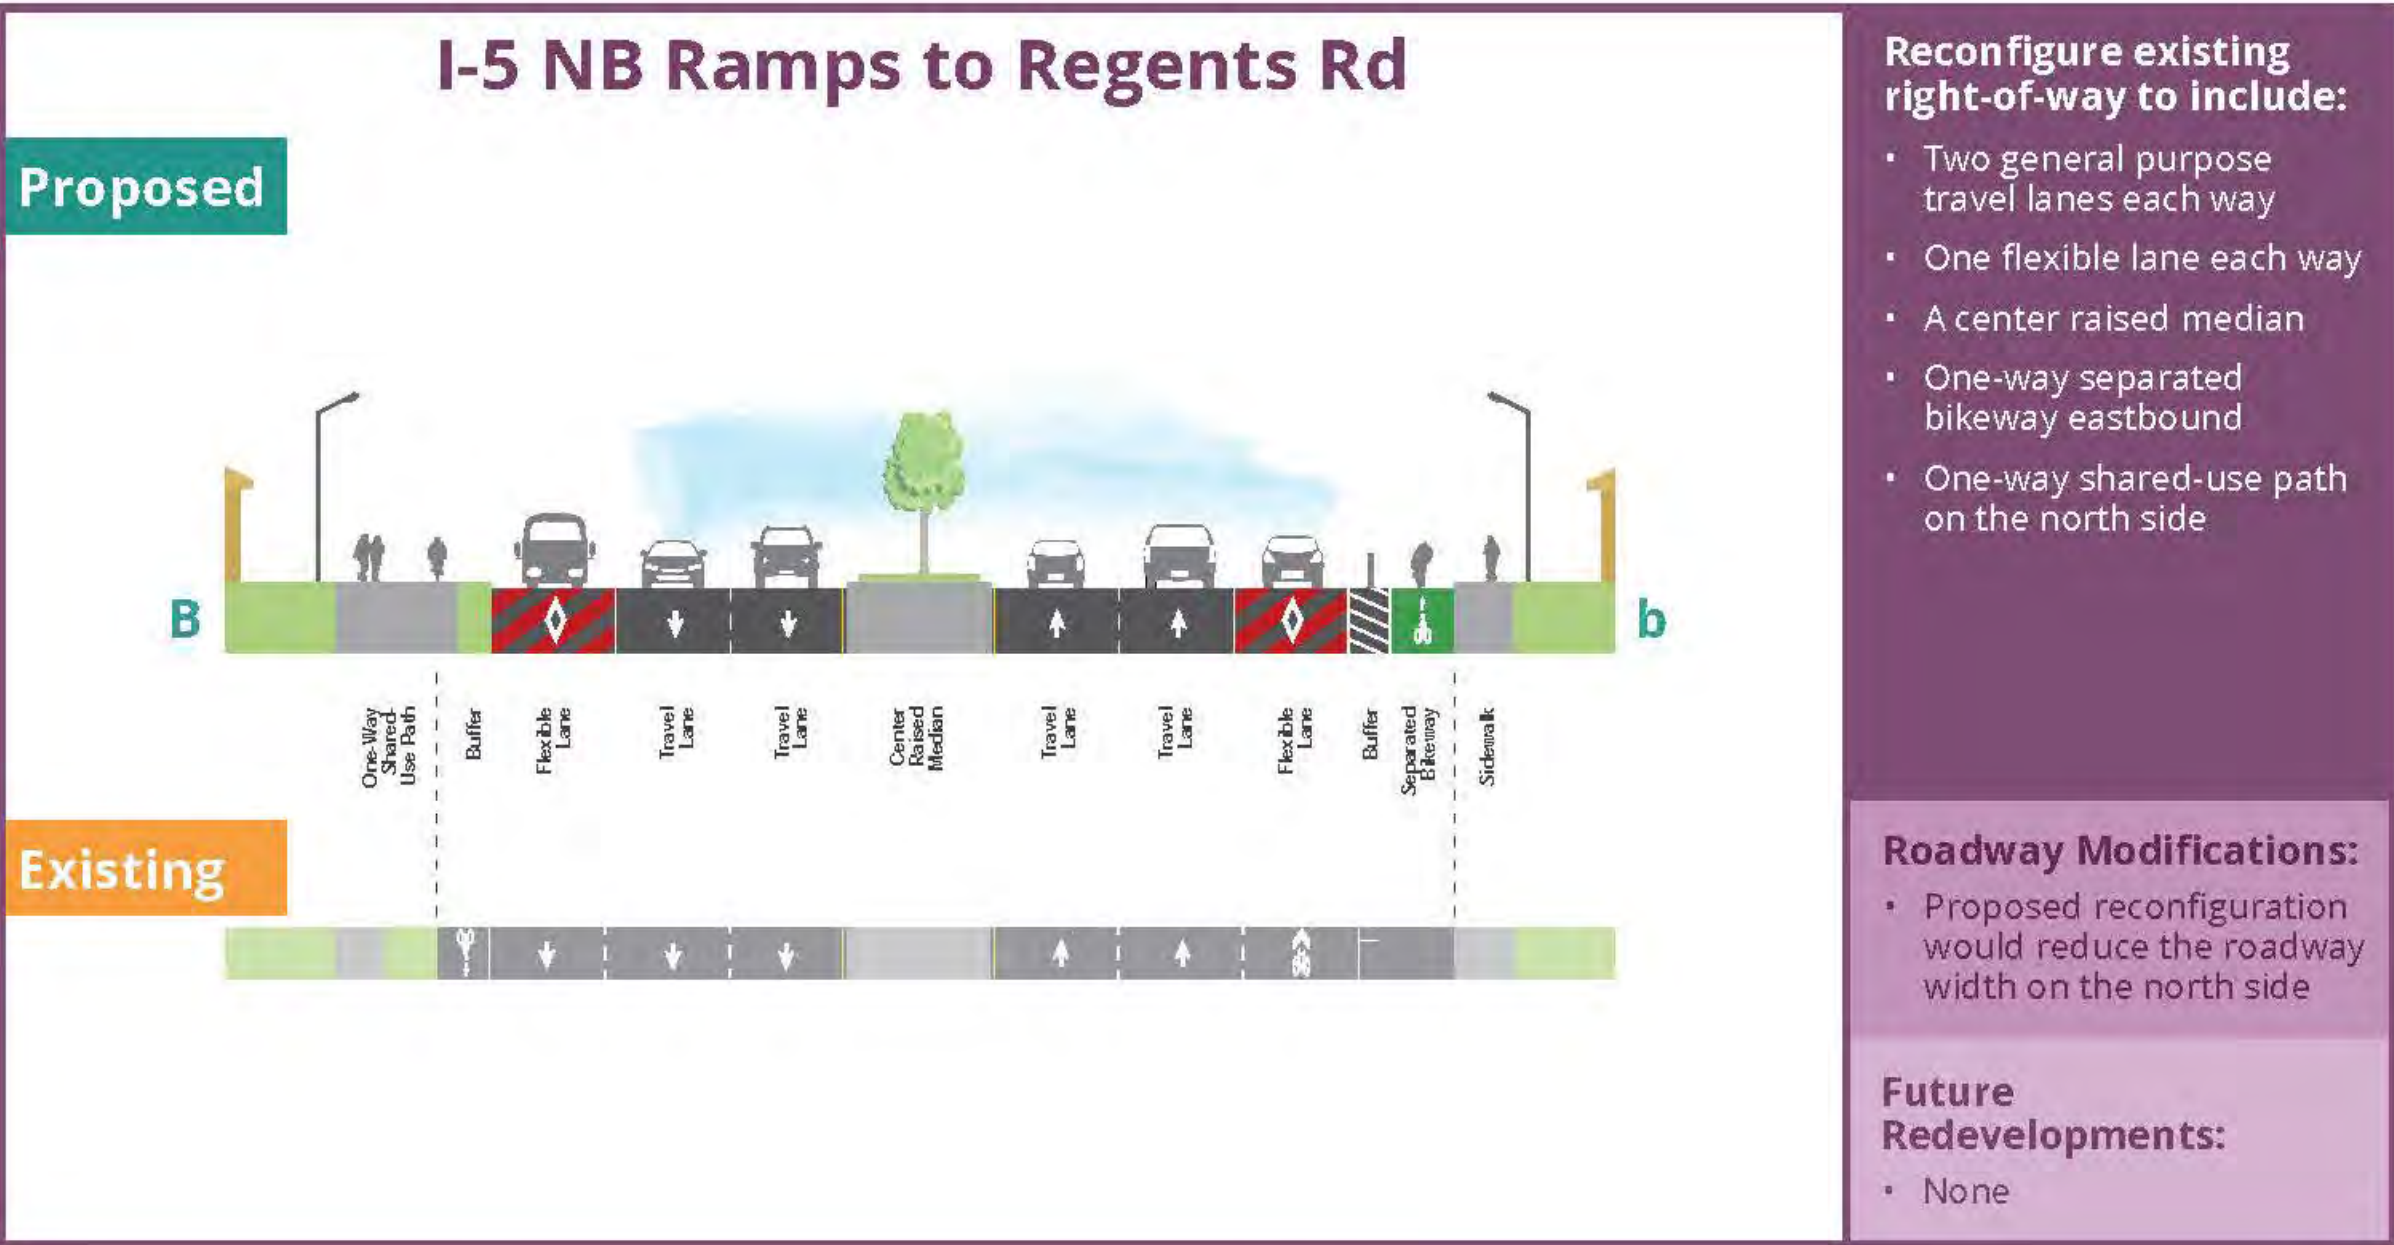 I-5 NB Ramps to Regents Rd
Proposed
B
b
One-Way
Shared-
Use Path
Buffer
Flexible
Lane
Travel
Lane
Travel
Lane
Center
Raised
Median
Travel
Lane
Travel
Lane
Flexible
Lane
Buffer
Separated
Bikeway
Sidewalk
Existing
Reconfigure existing
right-of-way to include:
• Two general purpose
travel lanes each way
• One flexible lane each way
• A center raised median
• One-way separated
bikeway eastbound
• One-way shared-use path
on the north side
Roadway Modifications:
• Proposed reconfiguration
would reduce the roadway
width on the north side
Future
Redevelopments:
• None